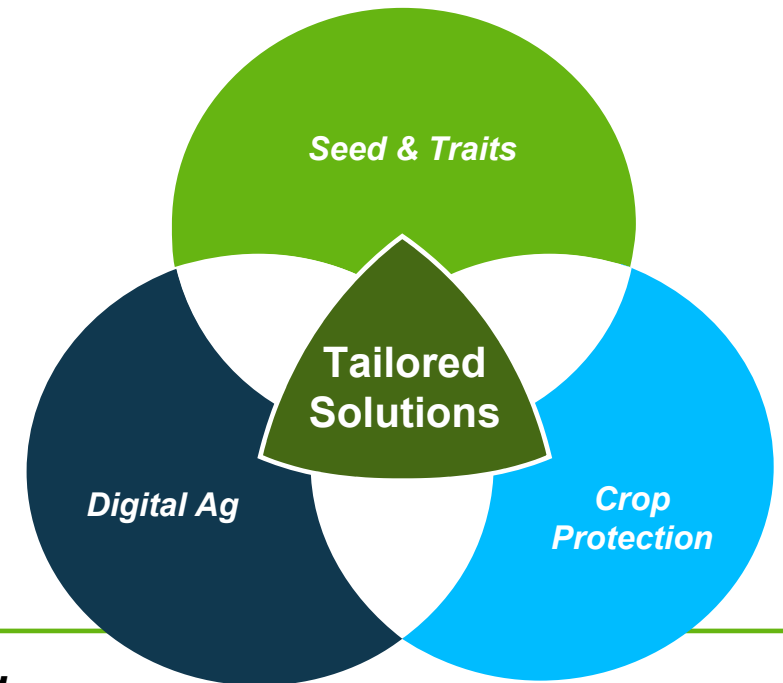 Seed & Traits
Tailored
Solutions
Digital Ag
Crop
Protection